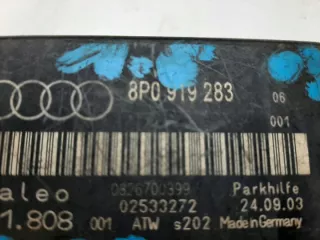 8P0 919 283 06
001
0326700399
aleo 02533272 Parkhilfe
24.09.03
1.808 001 ATW s202 Made in Germany